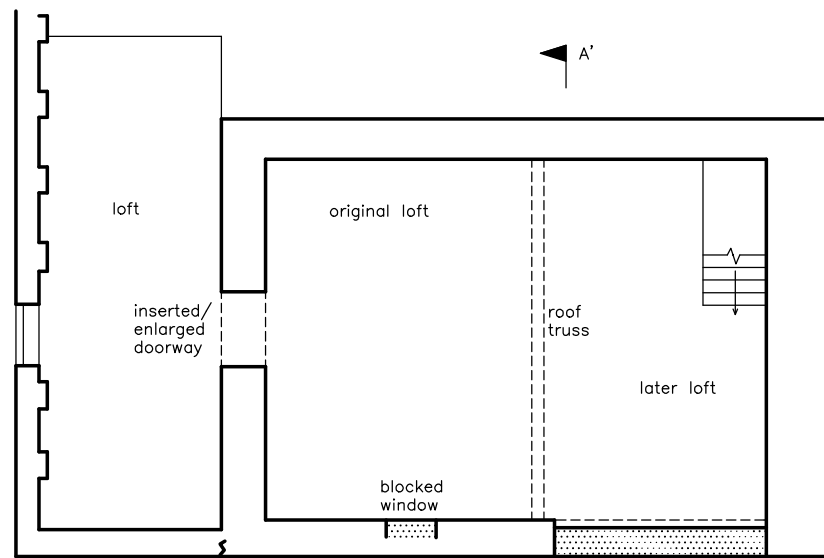 A'
loft
original loft
inserted/
enlarged
doorway
roof
truss
later loft
blocked
window